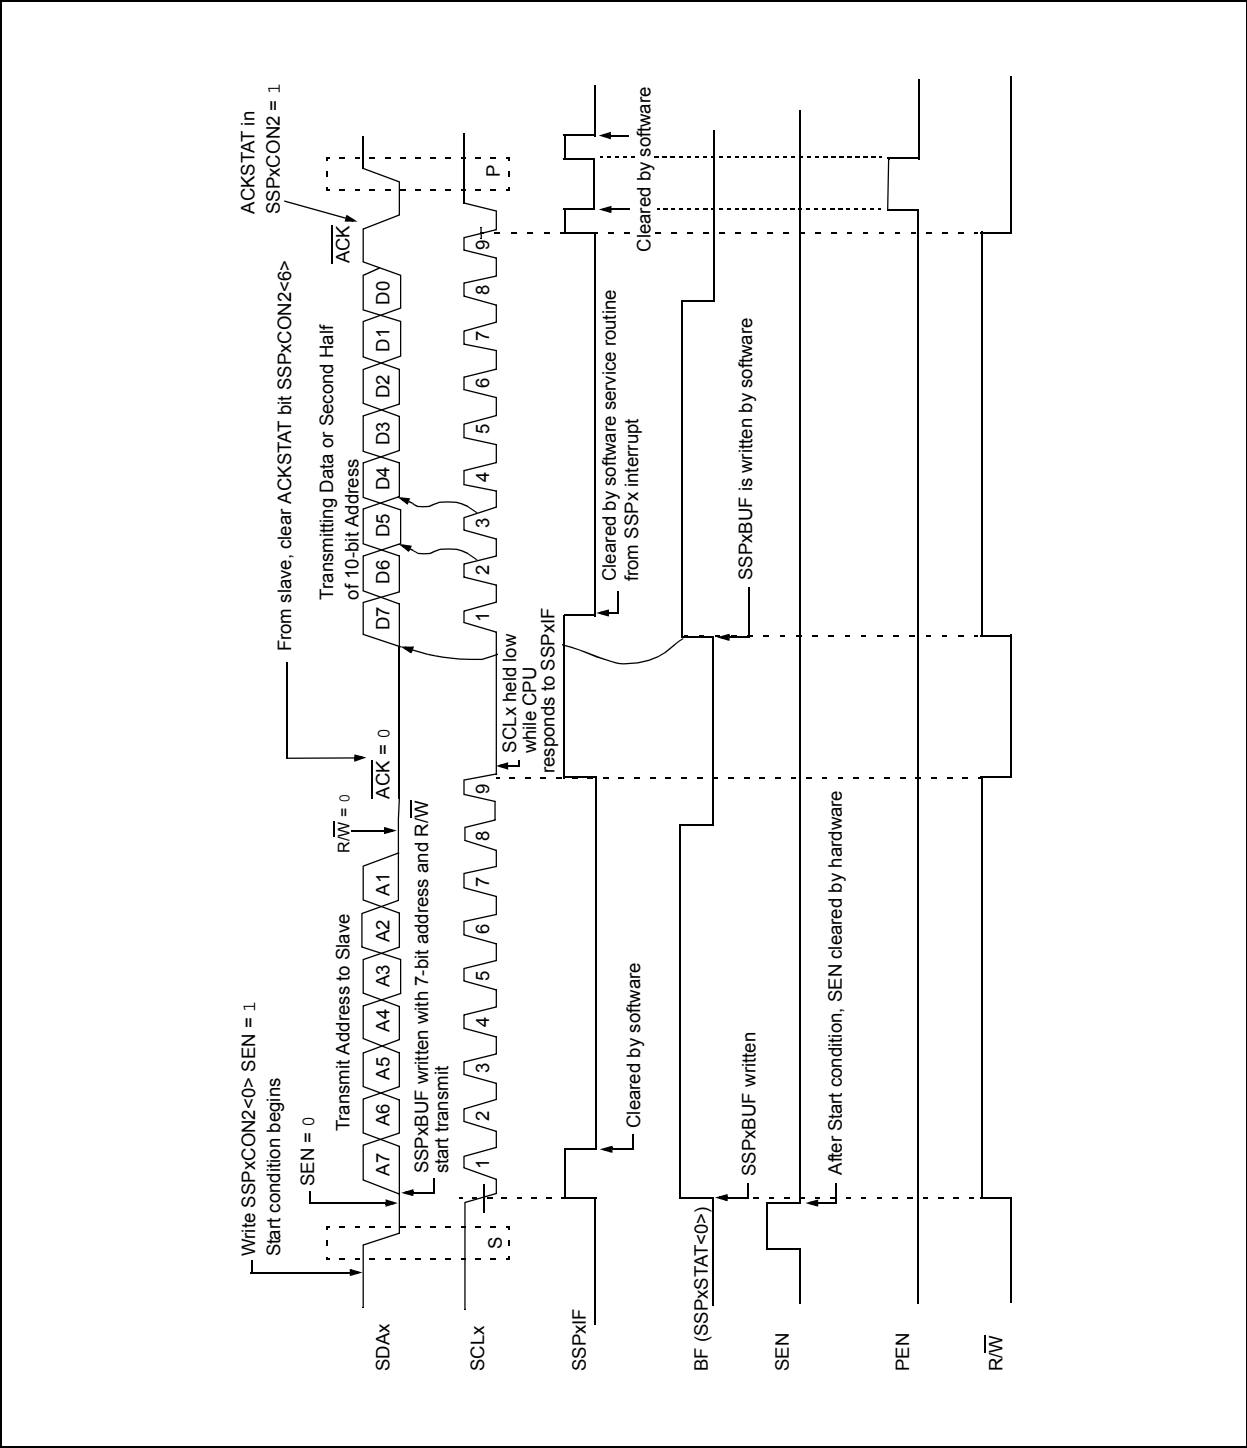 Write SSPxCON2<0> SEN = 1
Start condition begins
SEN = 0
Transmit Address to Slave
R/W = 0
From slave, clear ACKSTAT bit SSPxCON2<6>
ACK = 0
Transmitting Data or Second Half
of 10-bit Address
ACKSTAT in
SSPxCON2 = 1
ACK
SDAx
A7
A6
A5
A4
A3
A2
A1
D7
D6
D5
D4
D3
D2
D1
D0
SSPxBUF written with 7-bit address and R/W
start transmit
SCLx
S
1
2
3
4
5
6
7
8
9
1
2
3
4
5
6
7
8
9
P
SCLx held low
while CPU
responds to SSPxIF
SSPxIF
Cleared by software
Cleared by software service routine
from SSPx interrupt
Cleared by software
Cleared by software
BF (SSPxSTAT<0>)
SSPxBUF written
SSPxBUF is written by software
SEN
After Start condition, SEN cleared by hardware
PEN
R/W